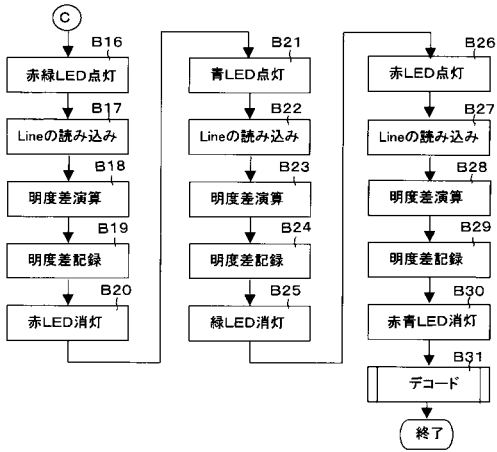 C
B16
赤緑LED点灯
B17
Lineの読み込み
B18
明度差演算
B19
明度差記録
B20
赤LED消灯
B21
青LED点灯
B22
Lineの読み込み
B23
明度差演算
B24
明度差記録
B25
緑LED消灯
B26
赤LED点灯
B27
Lineの読み込み
B28
明度差演算
B29
明度差記録
B30
赤青LED消灯
B31
デコード
終了